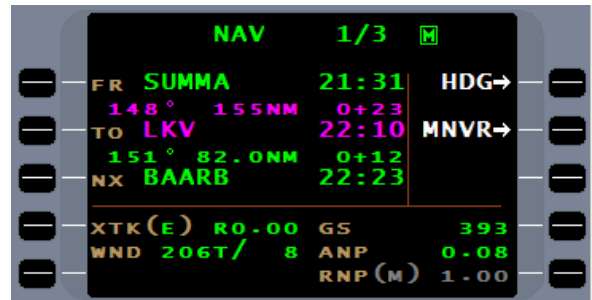 NAV 1/3 M
FR SUMMA 21:31 HDG→
148° 155NM 0+23
TO LKV 22:10 MNVR→
151° 82.0NM 0+12
NX BAARB 22:23
XTK(E) R0.00 GS 393
WND 206T/ 8 ANP 0.08
RNP(M) 1.00